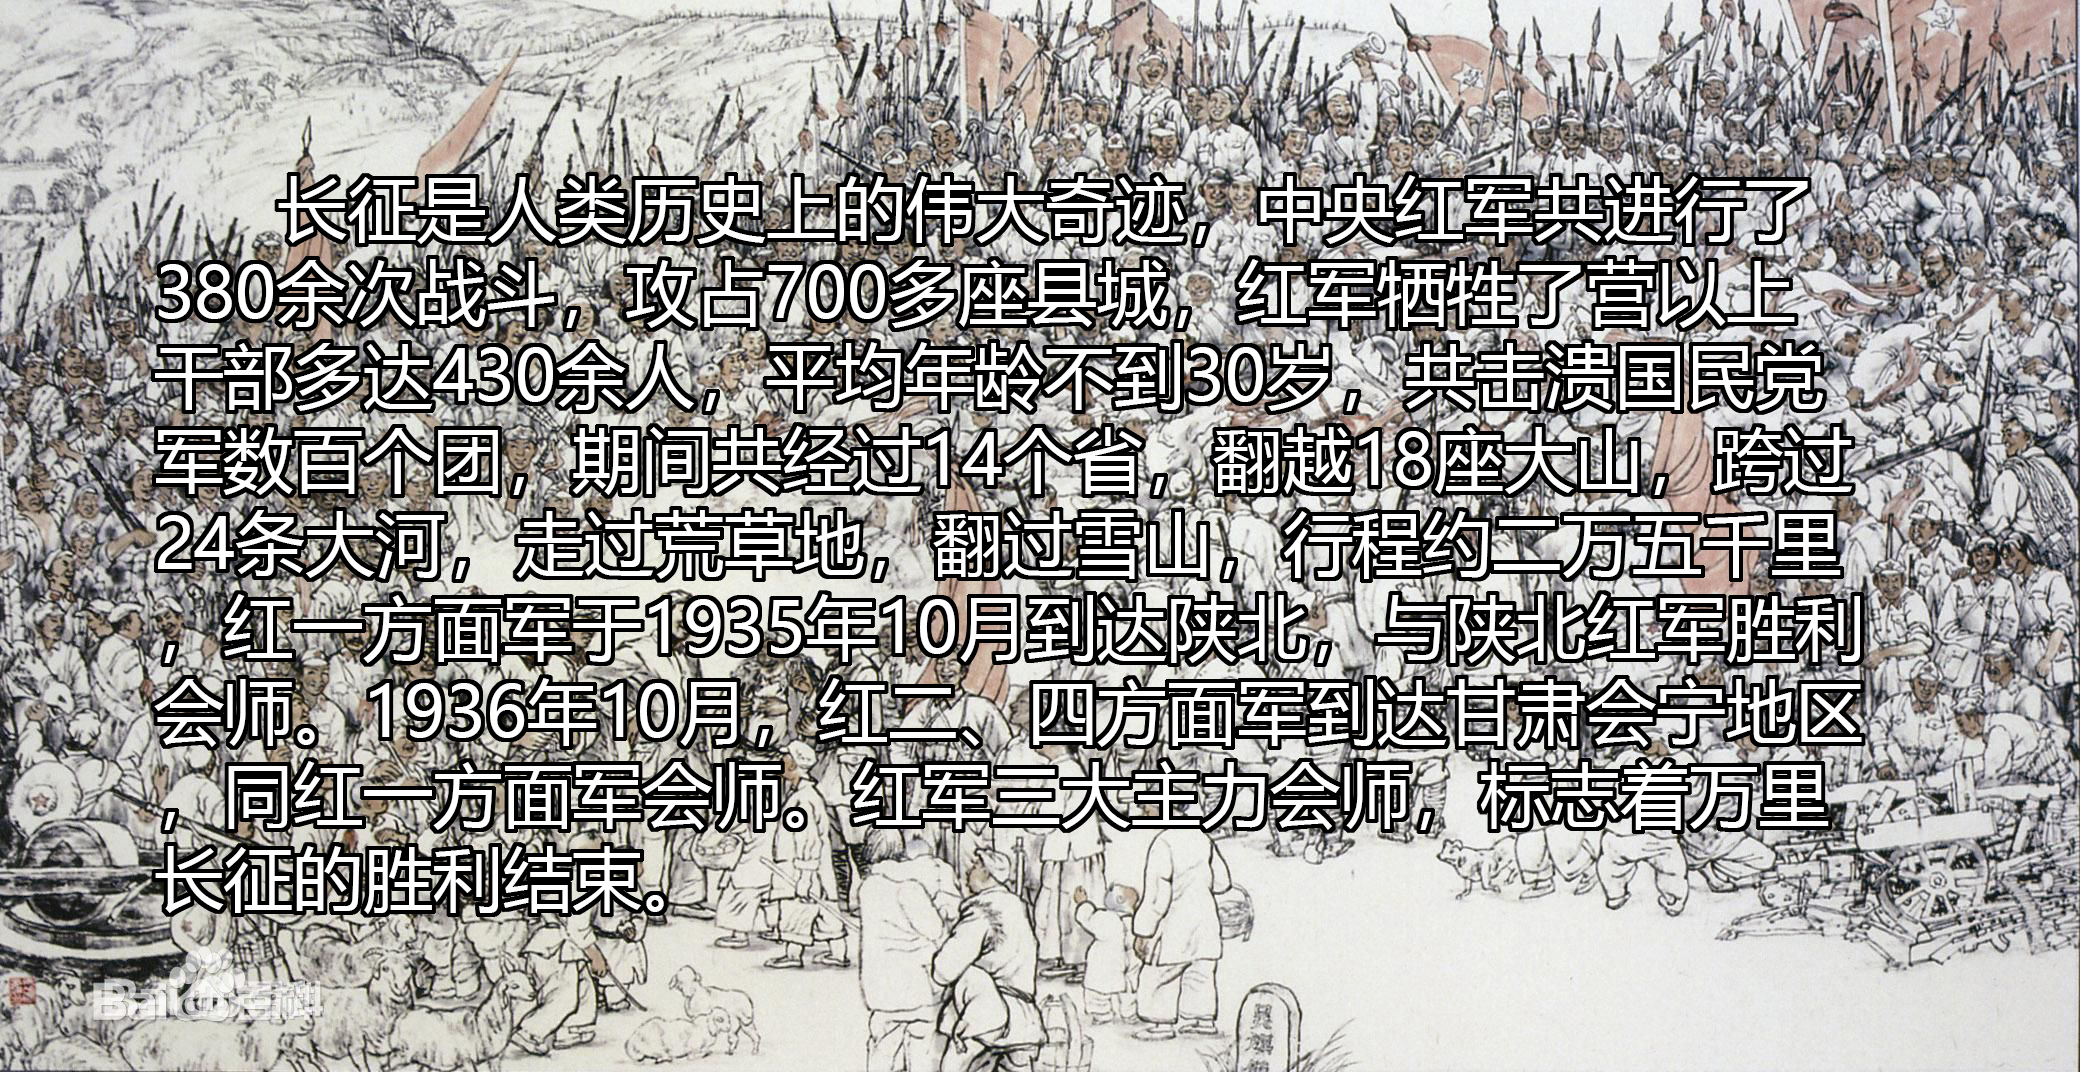 长征是人类历史上的伟大奇迹，中央红军共进行了
380余次战斗，攻占700多座县城，红军牺牲了营以上
干部多达430余人，平均年龄不到30岁，共击溃国民党
军数百个团，期间共经过14个省，翻越18座大山，跨过
24条大河，走过荒草地，翻过雪山，行程约二万五千里
，红一方面军于1935年10月到达陕北，与陕北红军胜利
会师。1936年10月，红二、四方面军到达甘肃会宁地区
，同红一方面军会师。红军三大主力会师，标志着万里
长征的胜利结束。
Bai百科